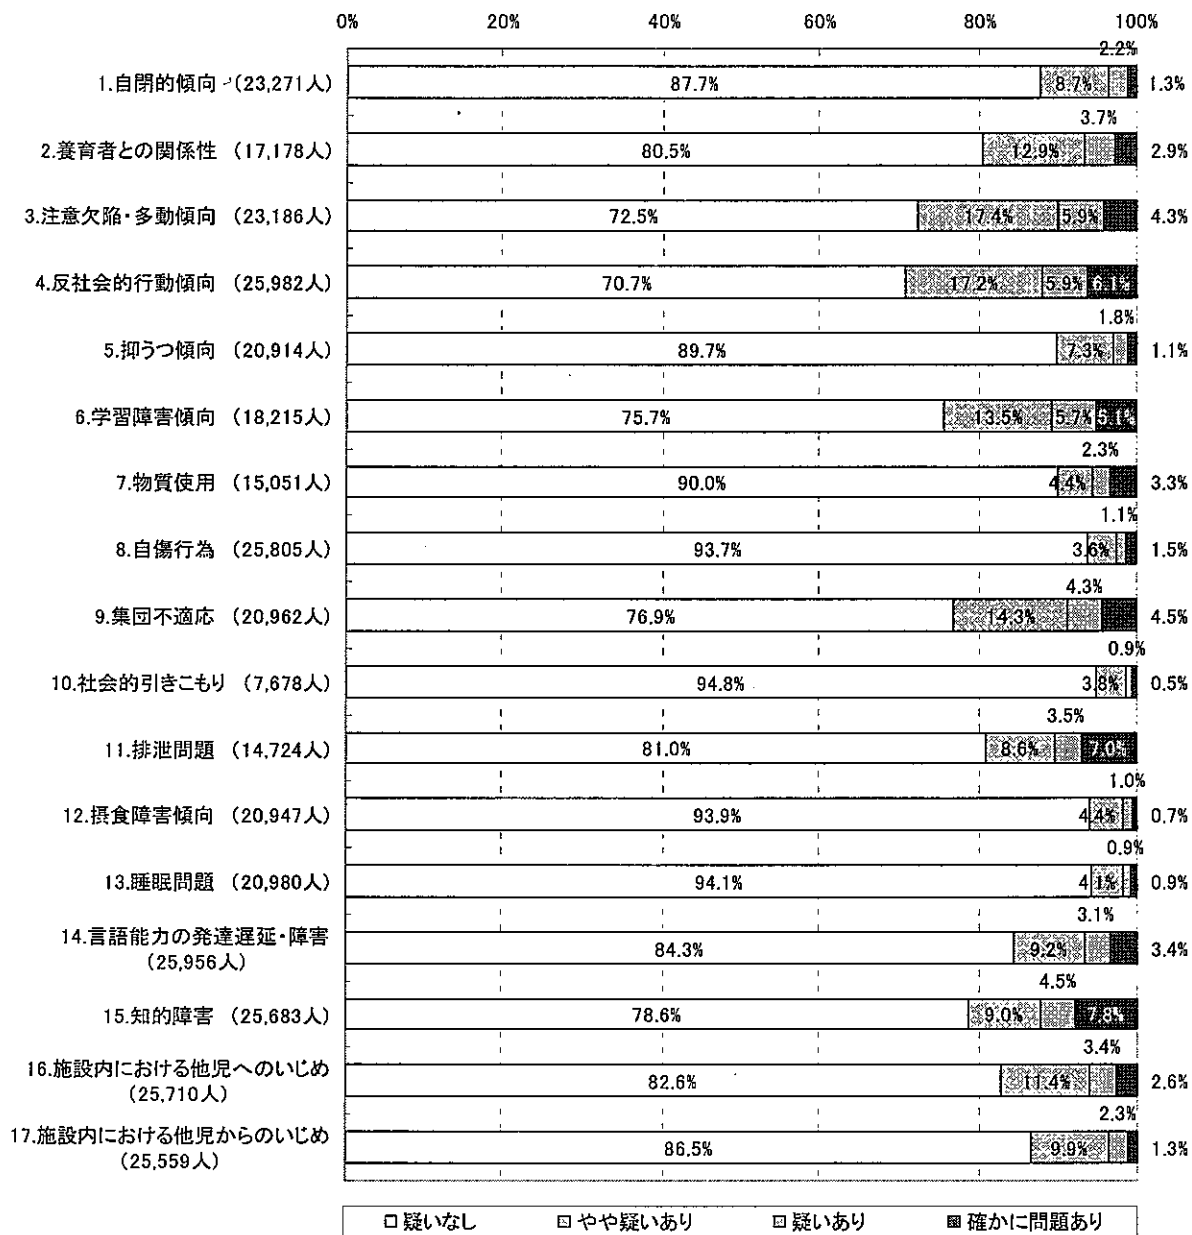 0% 20% 40% 60% 80% 100%
2.2%
1.自閉的傾向 (23,271人) 87.7% 8.7% 1.3%
3.7%
2.養育者との関係性 (17,178人) 80.5% 12.9% 2.9%
3.注意欠陥・多動傾向 (23,186人) 72.5% 17.4% 5.9% 4.3%
4.反社会的行動傾向 (25,982人) 70.7% 17.2% 5.9% 6.1%
1.8%
5.抑うつ傾向 (20,914人) 89.7% 7.3% 1.1%
6.学習障害傾向 (18,215人) 75.7% 13.5% 5.7% 5.1%
2.3%
7.物質使用 (15,051人) 90.0% 4.4% 3.3%
1.1%
8.自傷行為 (25,805人) 93.7% 3.6% 1.5%
4.3%
9.集団不適応 (20,962人) 76.9% 14.3% 4.5%
0.9%
10.社会的引きこもり (7,678人) 94.8% 3.8% 0.5%
3.5%
11.排泄問題 (14,724人) 81.0% 8.6% 7.0%
1.0%
12.摂食障害傾向 (20,947人) 93.9% 4.4% 0.7%
0.9%
13.睡眠問題 (20,980人) 94.1% 4.1% 0.9%
3.1%
14.言語能力の発達遅延・障害
(25,956人) 84.3% 9.2% 3.4%
4.5%
15.知的障害 (25,683人) 78.6% 9.0% 7.8%
3.4%
16.施設内における他児へのいじめ
(25,710人) 82.6% 11.4% 2.6%
2.3%
17.施設内における他児からのいじめ
(25,559人) 86.5% 9.9% 1.3%
疑いなし やや疑いあり 疑いあり 確かに問題あり